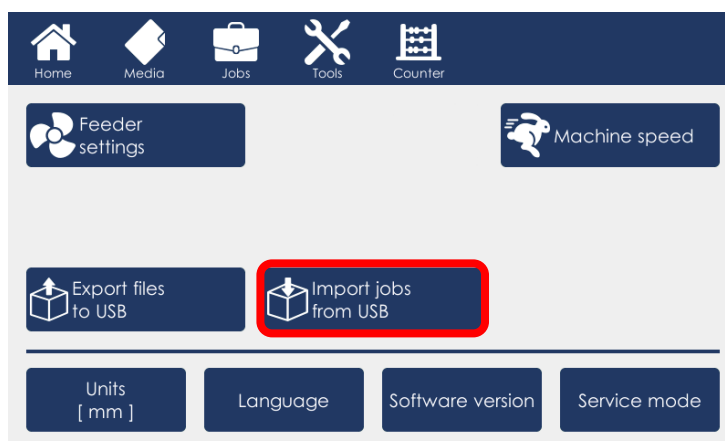 Home Media Jobs Tools Counter
Feeder
settings
Machine speed
Export files
to USB
Import jobs
from USB
Units
[ mm ]
Language
Software version
Service mode